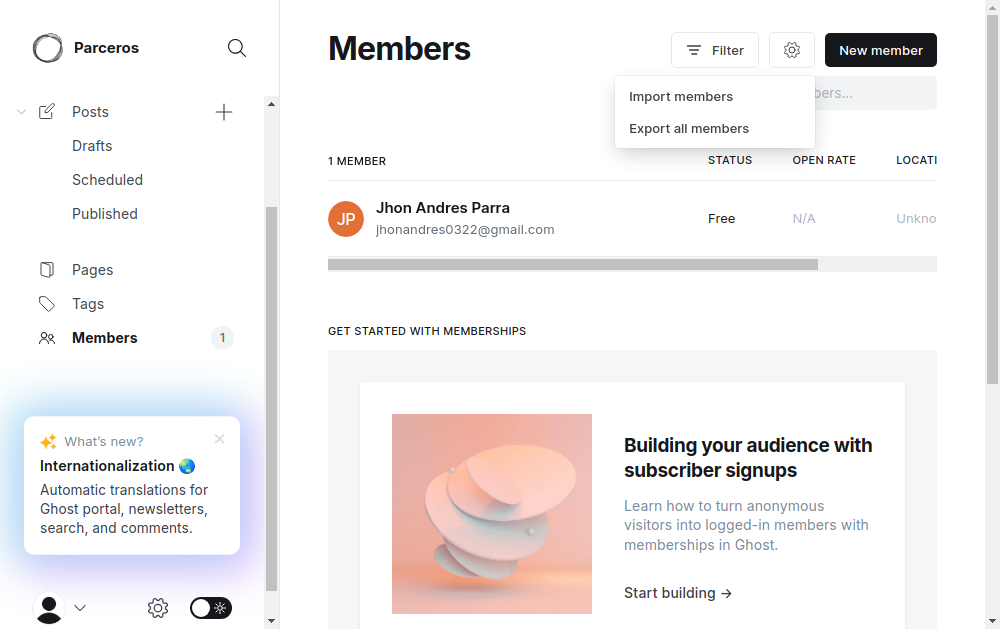 Parceros
Posts
Drafts
Scheduled
Published
Pages
Tags
Members
1
What's new?
Internationalization 🌏
Automatic translations for
Ghost portal, newsletters,
search, and comments.
Members
Filter
New member
Import members
Export all members
bers...
1 MEMBER
STATUS
OPEN RATE
LOCATI
JP
Jhon Andres Parra
jhonandres0322@gmail.com
Free
N/A
Unkno
GET STARTED WITH MEMBERSHIPS
Building your audience with
subscriber signups
Learn how to turn anonymous
visitors into logged-in members with
memberships in Ghost.
Start building →